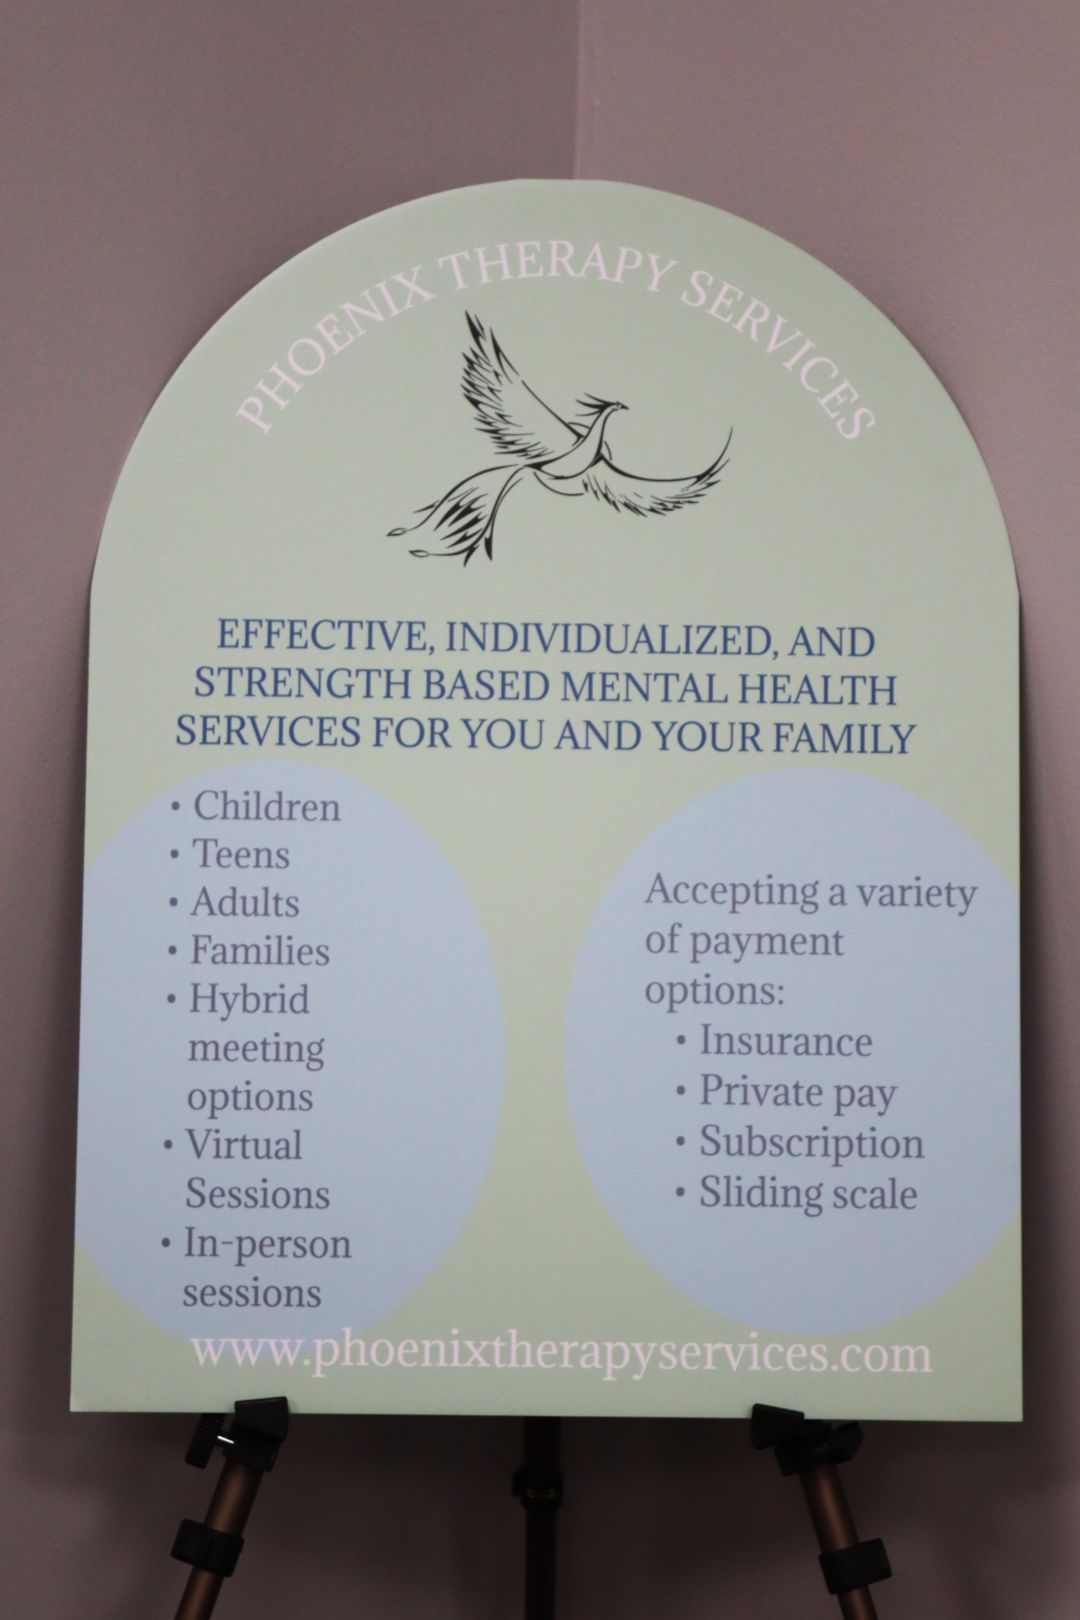 PHOENIX THERAPY SERVICES
EFFECTIVE, INDIVIDUALIZED, AND
STRENGTH BASED MENTAL HEALTH
SERVICES FOR YOU AND YOUR FAMILY
• Children
• Teens
• Adults
• Families
• Hybrid
meeting
options
• Virtual
Sessions
• In-person
sessions
Accepting a variety
of payment
options:
• Insurance
• Private pay
• Subscription
• Sliding scale
www.phoenixtherapyservices.com